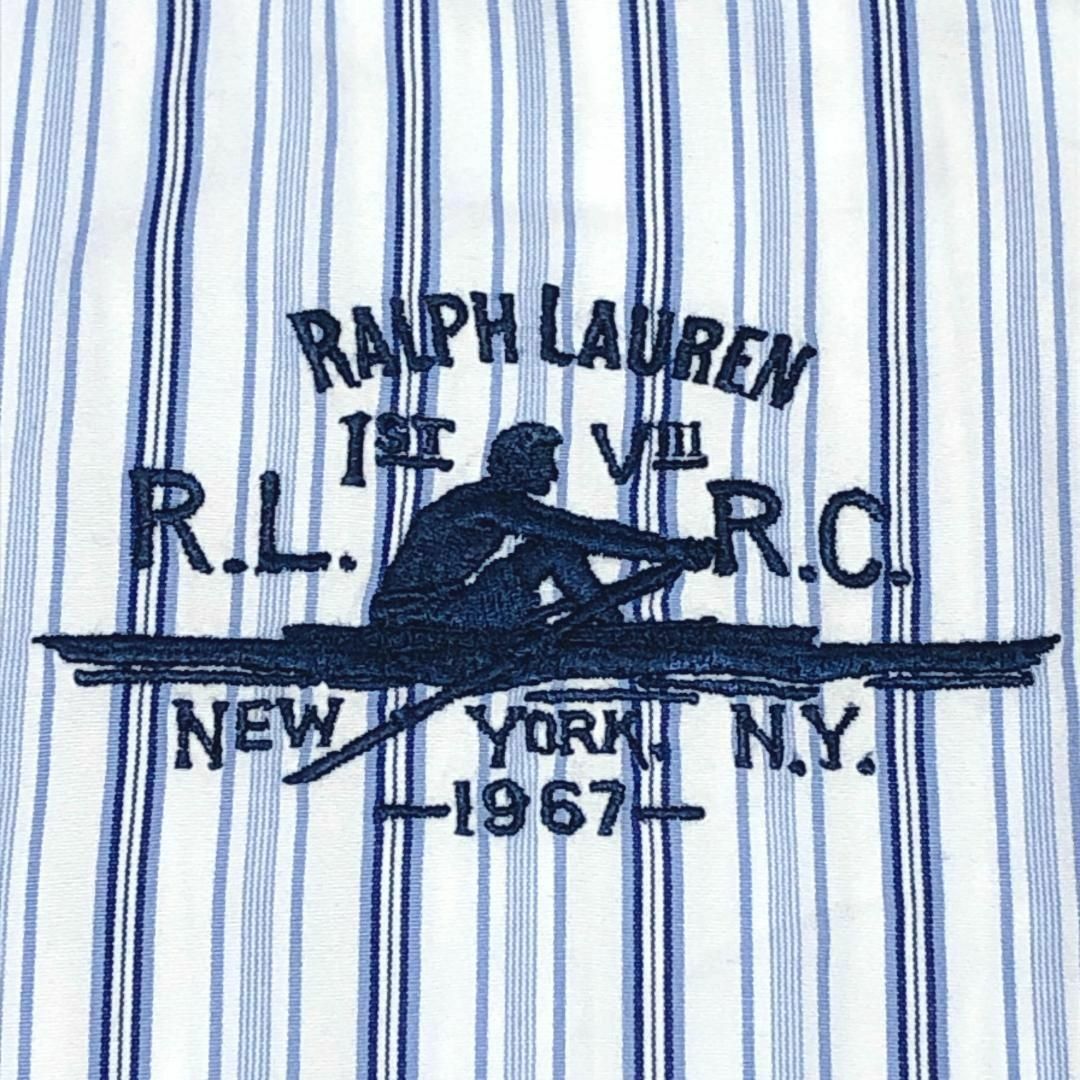 RALPH LAUREN
1ST VIII
R.L. R.C.
NEW YORK, N.Y.
—1967—